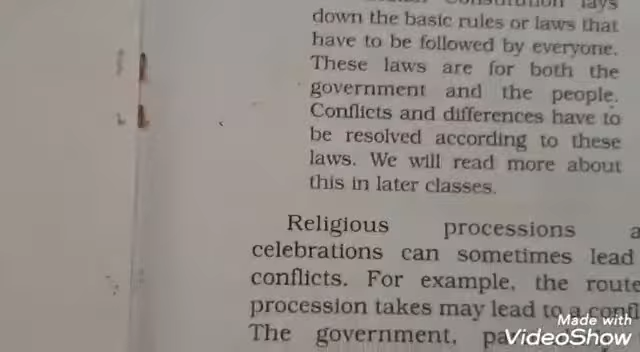 Constitution lays
down the basic rules or laws that
have to be followed by everyone.
These laws are for both the
government and the people.
Conflicts and differences have to
be resolved according to these
laws. We will read more about
this in later classes.
Religious processions
celebrations can sometimes lead
conflicts. For example, the route
procession takes may lead to a
The government,
Made with
VideoShow